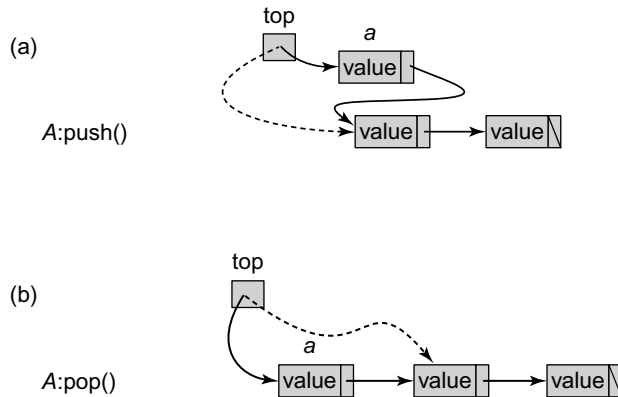 top
a
(a)
value
A:push()
value value
top
(b)
a
A:pop()
value value value